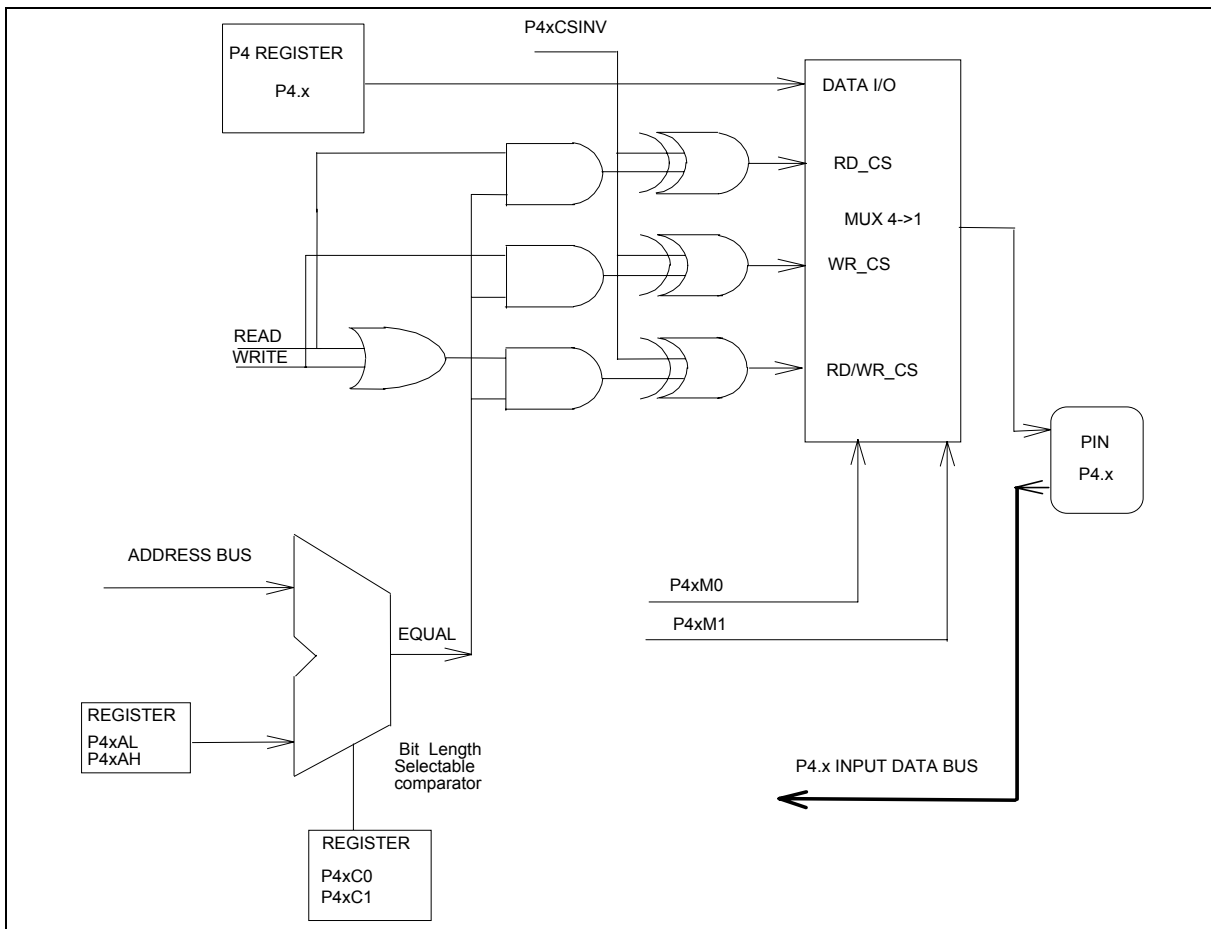 P4xCSINV
P4 REGISTER
P4.x
DATA I/O
RD_CS
MUX 4->1
WR_CS
READ
WRITE
RD/WR_CS
PIN
P4.x
ADDRESS BUS
P4xM0
EQUAL
P4xM1
REGISTER
P4xAL
P4xAH
Bit Length
Selectable
comparator
P4.x INPUT DATA BUS
REGISTER
P4xC0
P4xC1